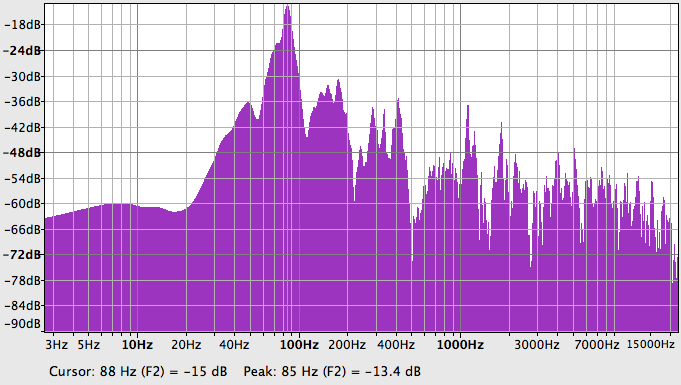 −18dB
−24dB
−30dB
−36dB
−42dB
−48dB
−54dB
−60dB
−66dB
−72dB
−78dB
−84dB
−90dB
3Hz 5Hz 10Hz 20Hz 40Hz 100Hz 200Hz 400Hz 1000Hz 3000Hz 7000Hz 15000Hz
Cursor: 88 Hz (F2) = −15 dB Peak: 85 Hz (F2) = −13.4 dB